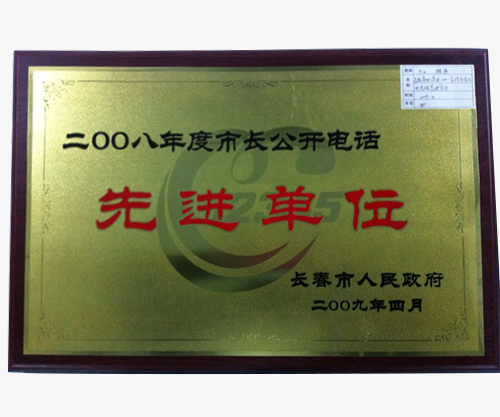 二OO八年度市长公开电话
12345
先进单位
长春市人民政府
二OO九年四月